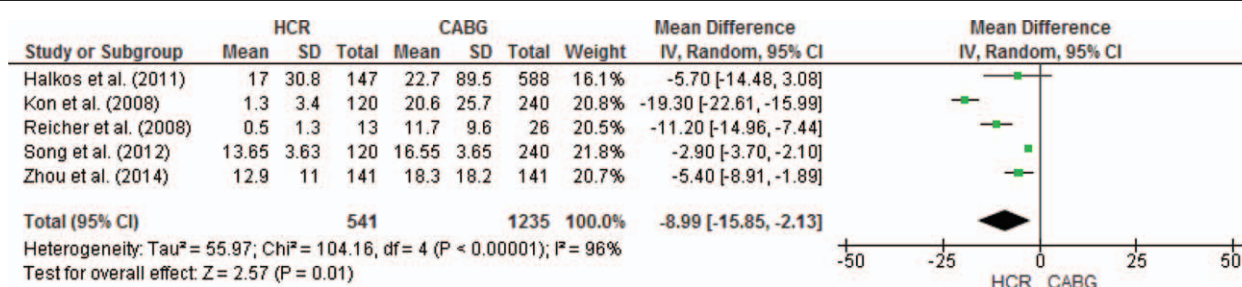 HCR CABG Mean Difference Mean Difference
Study or Subgroup Mean SD Total Mean SD Total Weight IV, Random, 95% CI IV, Random, 95% CI
Halkos et al. (2011) 17 30.8 147 22.7 89.5 588 16.1% -5.70 [-14.48, 3.08]
Kon et al. (2008) 1.3 3.4 120 20.6 25.7 240 20.8% -19.30 [-22.61, -15.99]
Reicher et al. (2008) 0.5 1.3 13 11.7 9.6 26 20.5% -11.20 [-14.96, -7.44]
Song et al. (2012) 13.65 3.63 120 16.55 3.65 240 21.8% -2.90 [-3.70, -2.10]
Zhou et al. (2014) 12.9 11 141 18.3 18.2 141 20.7% -5.40 [-8.91, -1.89]
Total (95% CI) 541 1235 100.0% -8.99 [-15.85, -2.13]
Heterogeneity: Tau² = 55.97; Chi² = 104.16, df = 4 (P < 0.00001); I² = 96%
Test for overall effect: Z = 2.57 (P = 0.01)
-50 -25 0 25 50
HCR CABG